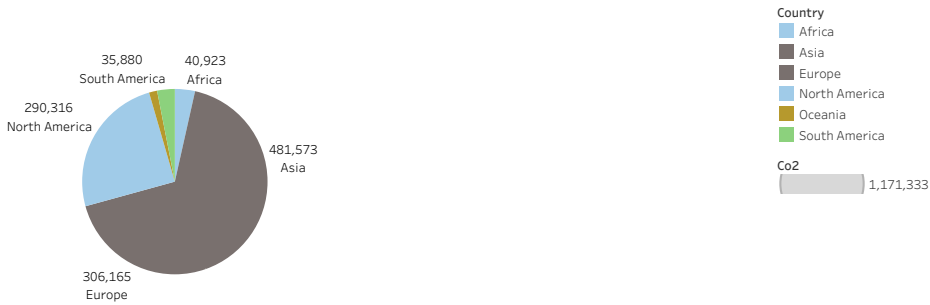 35,880
South America
40,923
Africa
290,316
North America
481,573
Asia
306,165
Europe
Country
Africa
Asia
Europe
North America
Oceania
South America
Co2
1,171,333